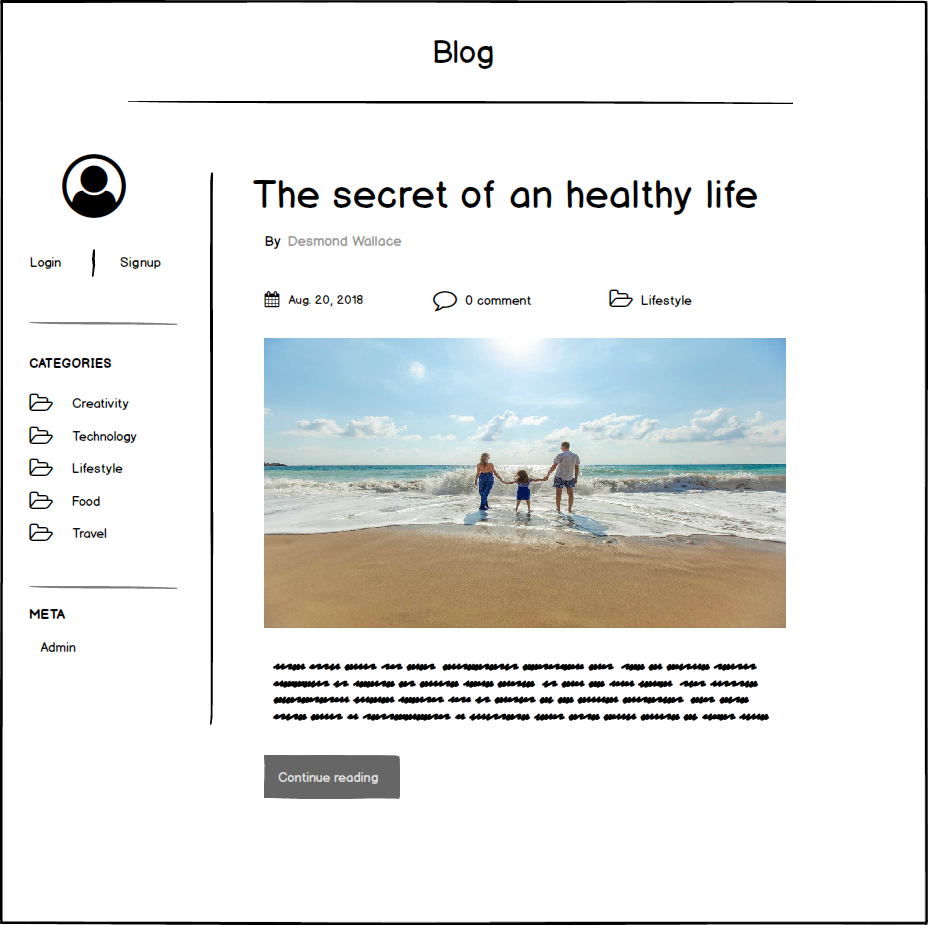 Blog
Login
Signup
CATEGORIES
Creativity
Technology
Lifestyle
Food
Travel
META
Admin
The secret of an healthy life
By Desmond Wallace
Aug. 20, 2018
0 comment
Lifestyle
Continue reading